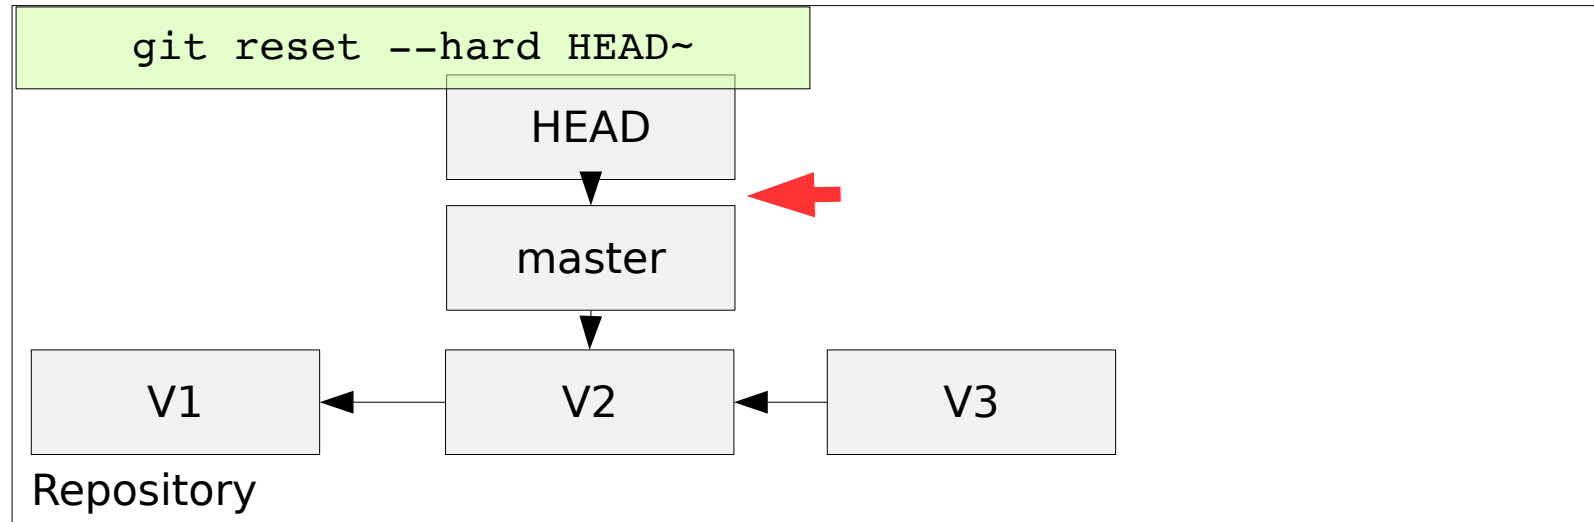 git reset --hard HEAD~
HEAD
master
V1 V2 V3
Repository